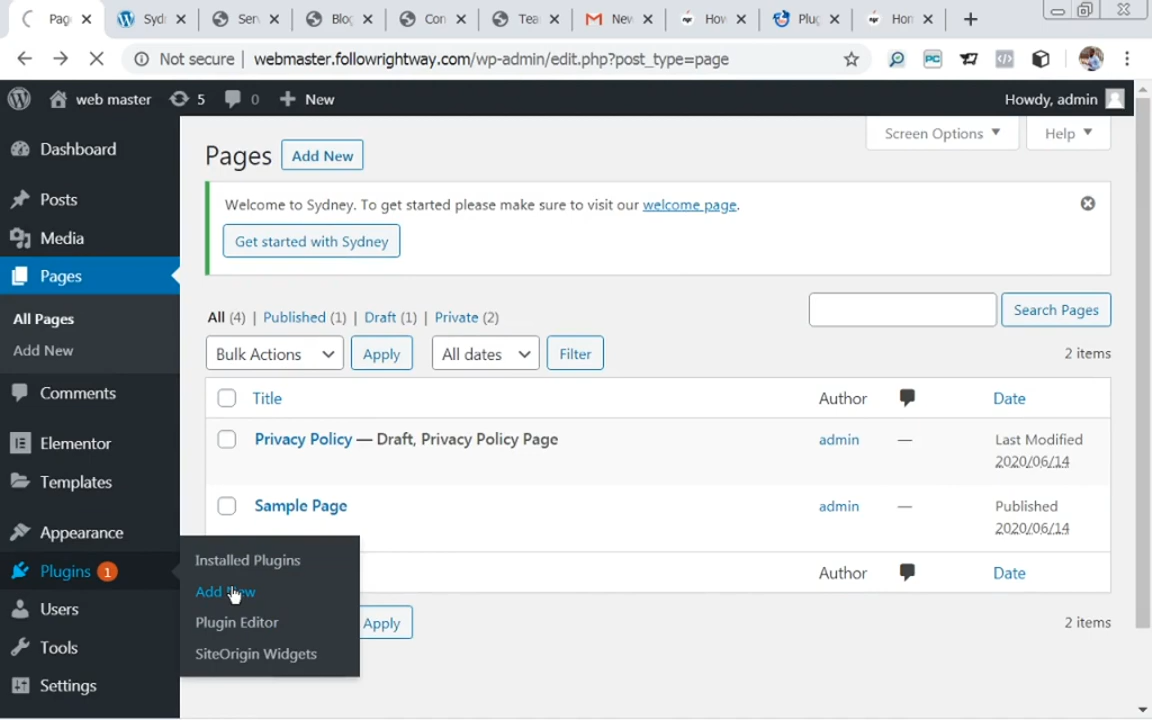 Pag
Syd
Ser
Blog
Con
Tea
New
How
Plug
Hon
Not secure | webmaster.followrightway.com/wp-admin/edit.php?post_type=page
PC
web master 5 0 New
Howdy, admin
Dashboard
Posts
Media
Pages
All Pages
Add New
Comments
Elementor
Templates
Appearance
Plugins 1
Users
Tools
Settings
Installed Plugins
Add New
Plugin Editor
SiteOrigin Widgets
Screen Options
Help
Pages Add New
Welcome to Sydney. To get started please make sure to visit our welcome page.
Get started with Sydney
All (4) | Published (1) | Draft (1) | Private (2)
Search Pages
Bulk Actions Apply All dates Filter
2 items
Title Author Date
Privacy Policy — Draft, Privacy Policy Page admin — Last Modified
2020/06/14
Sample Page admin — Published
2020/06/14
Author Date
Apply
2 items